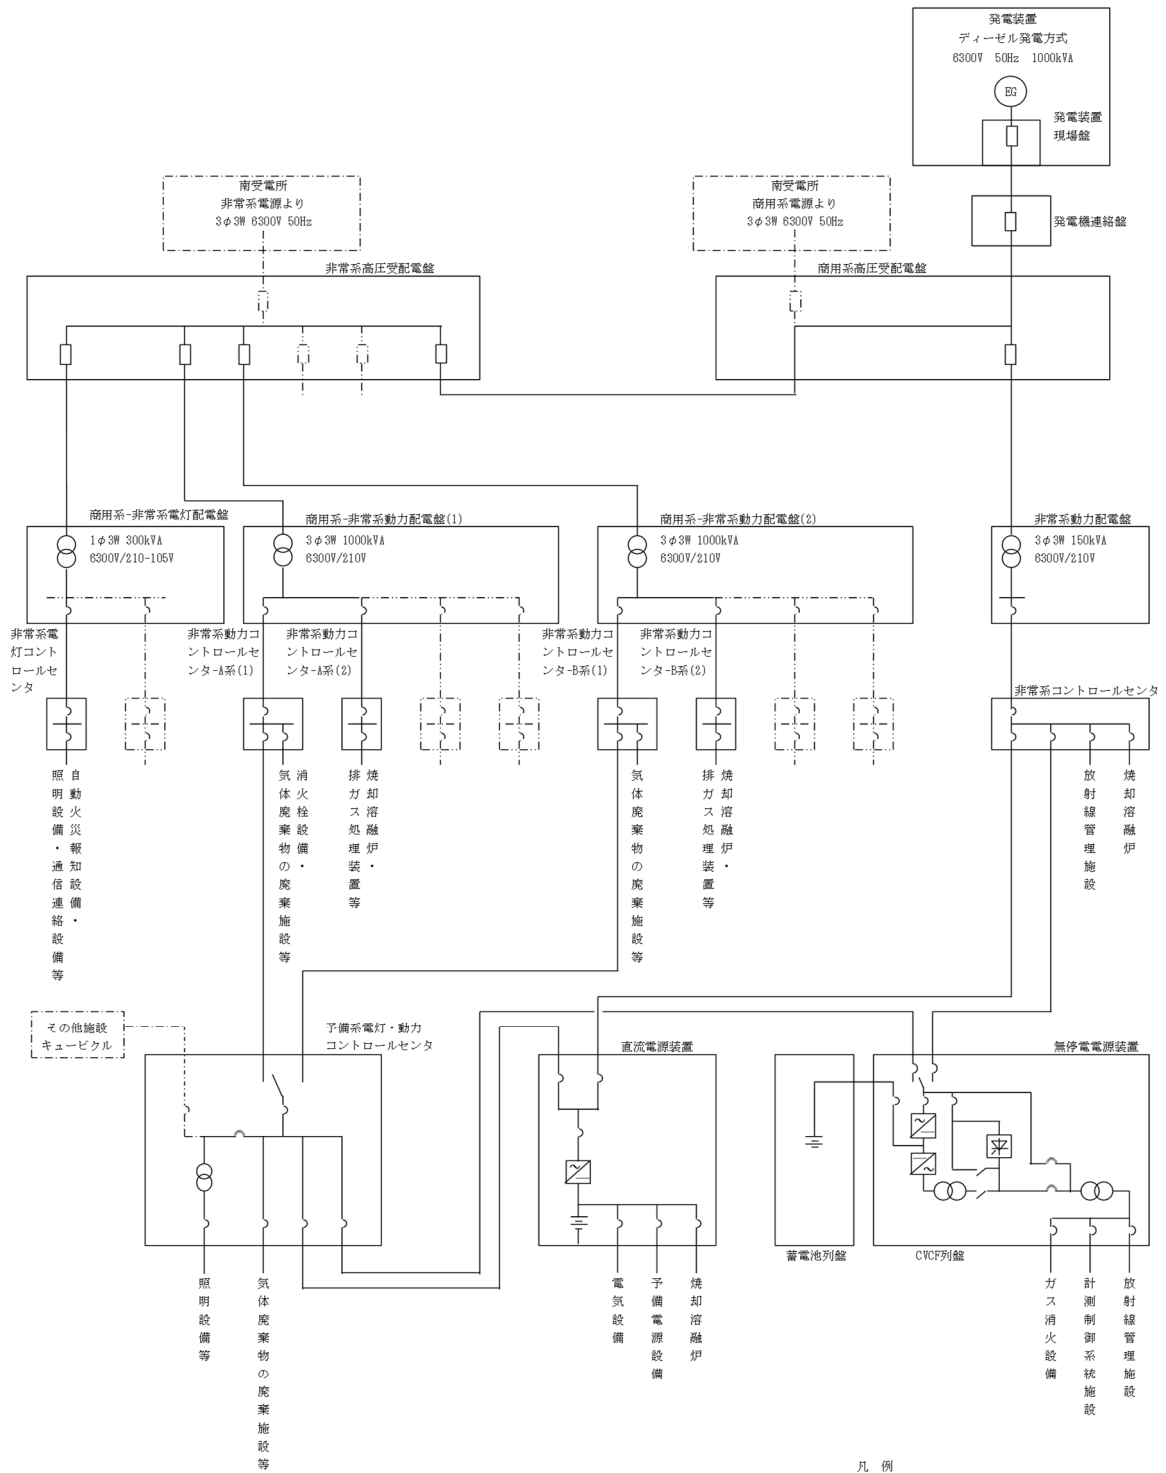 発電装置
ディーゼル発電方式
6300V 50Hz 1000kVA
EG
発電装置
現場盤
発電機連絡盤
南受電所
非常系電源より
3φ3W 6300V 50Hz
南受電所
商用系電源より
3φ3W 6300V 50Hz
非常系高圧受配電盤
商用系高圧受配電盤
商用系-非常系電灯配電盤
1φ3W 300kVA
6300V/210-105V
商用系-非常系動力配電盤(1)
3φ3W 1000kVA
6300V/210V
商用系-非常系動力配電盤(2)
3φ3W 1000kVA
6300V/210V
非常系動力配電盤
3φ3W 150kVA
6300V/210V
非常系電
灯コント
ロールセ
ンタ
非常系動力コ
ントロールセ
ンタ-A系(1)
非常系動力コ
ントロールセ
ンタ-A系(2)
非常系動力コ
ントロールセ
ンタ-B系(1)
非常系動力コ
ントロールセ
ンタ-B系(2)
非常系コントロールセンタ
自動火災報知設備・
照明設備・通信連絡設備等
消火栓設備・
気体廃棄物の廃棄施設等
焼却溶融炉・
排ガス処理装置等
気体廃棄物の廃棄施設等
焼却溶融炉・
排ガス処理装置等
放射線管理施設
焼却溶融炉
その他施設
キュービクル
予備系電灯・動力
コントロールセンタ
直流電源装置
無停電電源装置
蓄電池列盤
CVCF列盤
照明設備等
気体廃棄物の廃棄施設等
電気設備
予備電源設備
焼却溶融炉
ガス消火設備
計測制御系統施設
放射線管理施設
凡 例